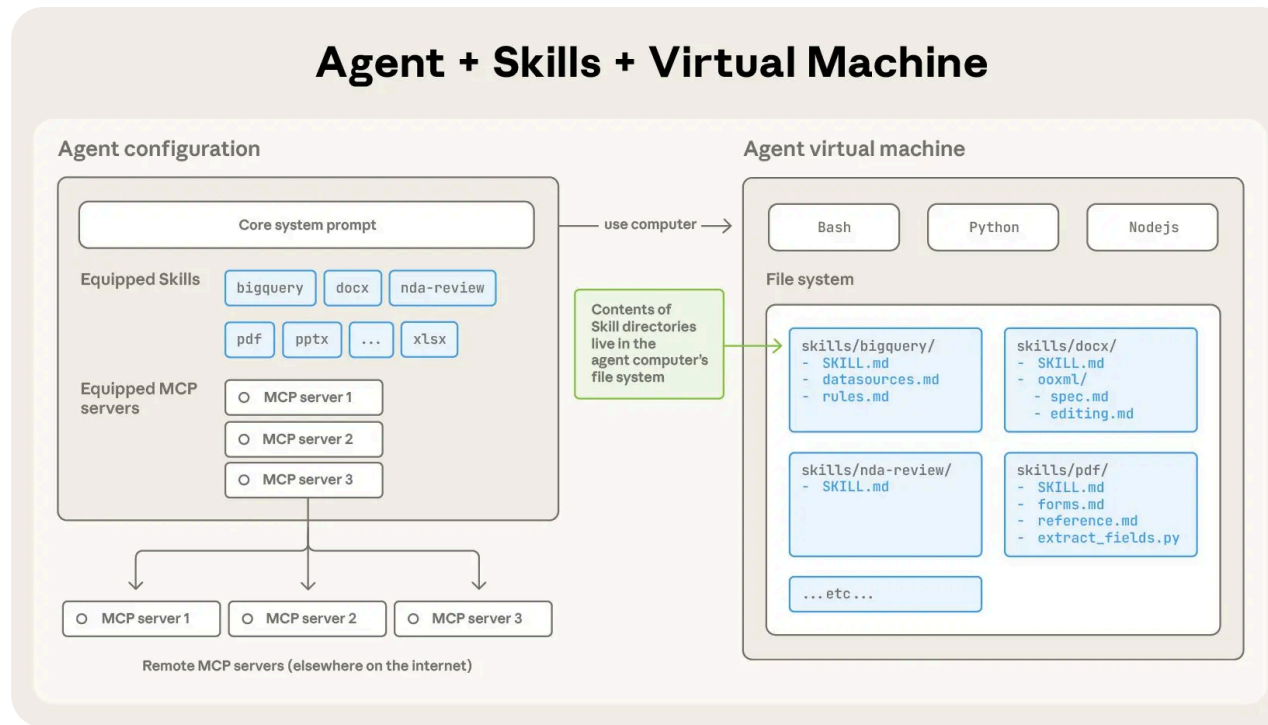 Agent + Skills + Virtual Machine
Agent configuration
Core system prompt
Equipped Skills
bigquery
docx
nda-review
pdf
pptx
...
xlsx
Equipped MCP
servers
MCP server 1
MCP server 2
MCP server 3
MCP server 1
MCP server 2
MCP server 3
Remote MCP servers (elsewhere on the internet)
use computer
Contents of
Skill directories
live in the
agent computer's
file system
Agent virtual machine
Bash
Python
Nodejs
File system
skills/bigquery/
- SKILL.md
- datasources.md
- rules.md
skills/docx/
- SKILL.md
- ooxml/
- spec.md
- editing.md
skills/nda-review/
- SKILL.md
skills/pdf/
- SKILL.md
- forms.md
- reference.md
- extract_fields.py
...etc...